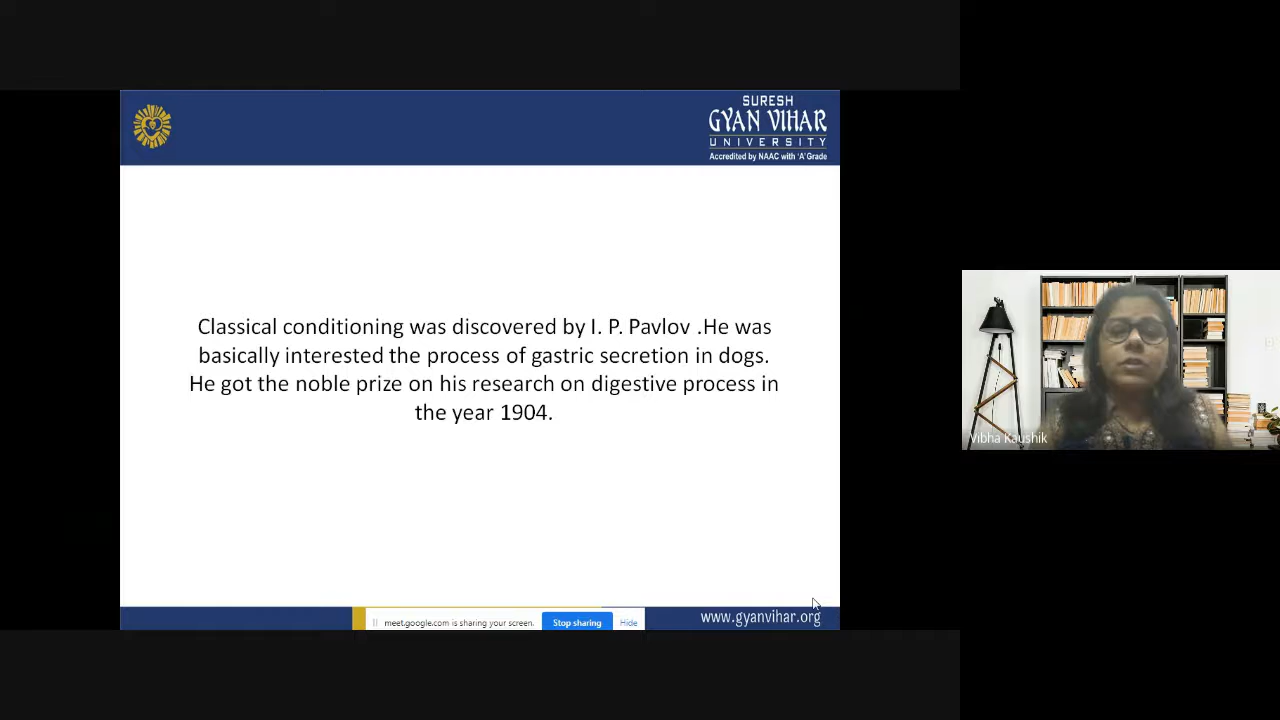 SURESH
GYAN VIHAR
UNIVERSITY
Accredited by NAAC with 'A' Grade
Classical conditioning was discovered by I. P. Pavlov .He was
basically interested the process of gastric secretion in dogs.
He got the noble prize on his research on digestive process in
the year 1904.
Vibha Kaushik
meet.google.com is sharing your screen.
Stop sharing
Hide
www.gyanvihar.org